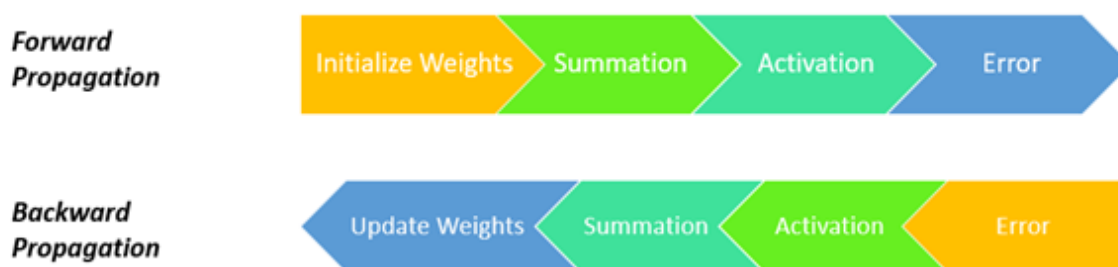 Forward
Propagation
Initialize Weights
Summation
Activation
Error
Backward
Propagation
Update Weights
Summation
Activation
Error